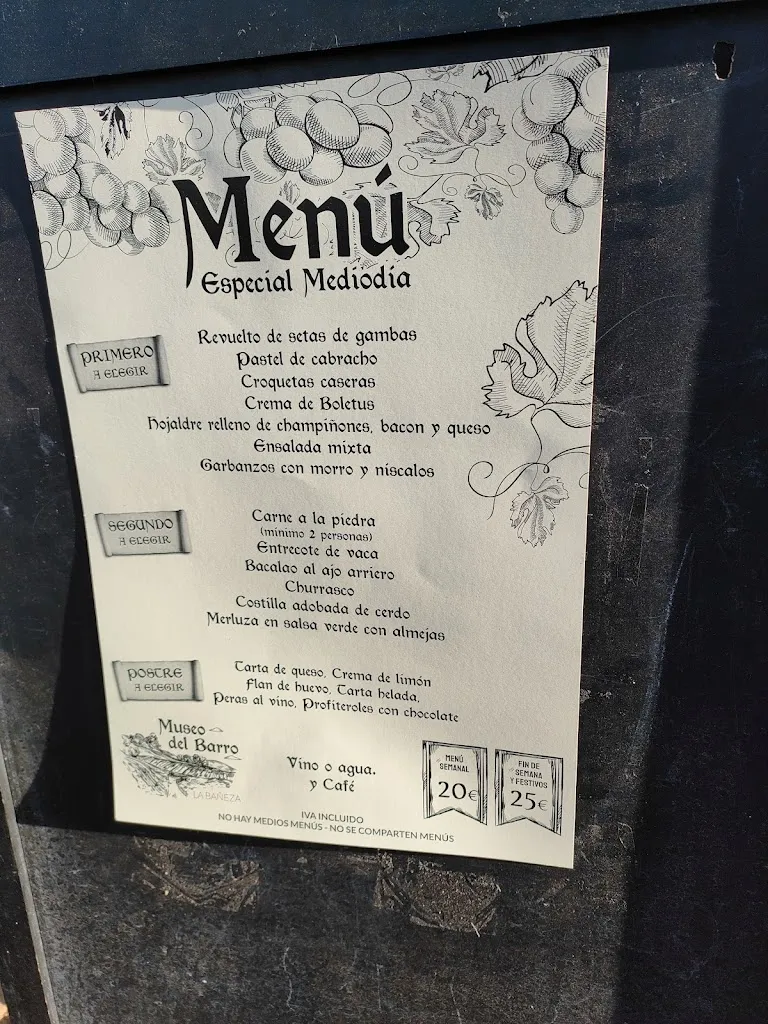 Menú
Especial Mediodía
PRIMERO
A ELEGIR
Revuelto de setas de gambas
Pastel de cabracho
Croquetas caseras
Crema de Boletus
Hojaldre relleno de champiñones, bacon y queso
Ensalada mixta
Garbanzos con morro y niscalos
SEGUNDO
A ELEGIR
Carne a la piedra
(minimo 2 personas)
Entrecote de vaca
Bacalao al ajo arriero
Churrasco
Costilla adobada de cerdo
Merluza en salsa verde con almejas
POSTRE
A ELEGIR
Tarta de queso, Crema de limón
Flan de huevo, Tarta helada,
Peras al vino, Profiteroles con chocolate
Museo
del Barro
LA BAÑEZA
Vino o agua.
y Café
MENÚ
SEMANAL
20€
FIN DE
SEMANA
Y FESTIVOS
25€
IVA INCLUIDO
NO HAY MEDIOS MENÚS - NO SE COMPARTEN MENÚS